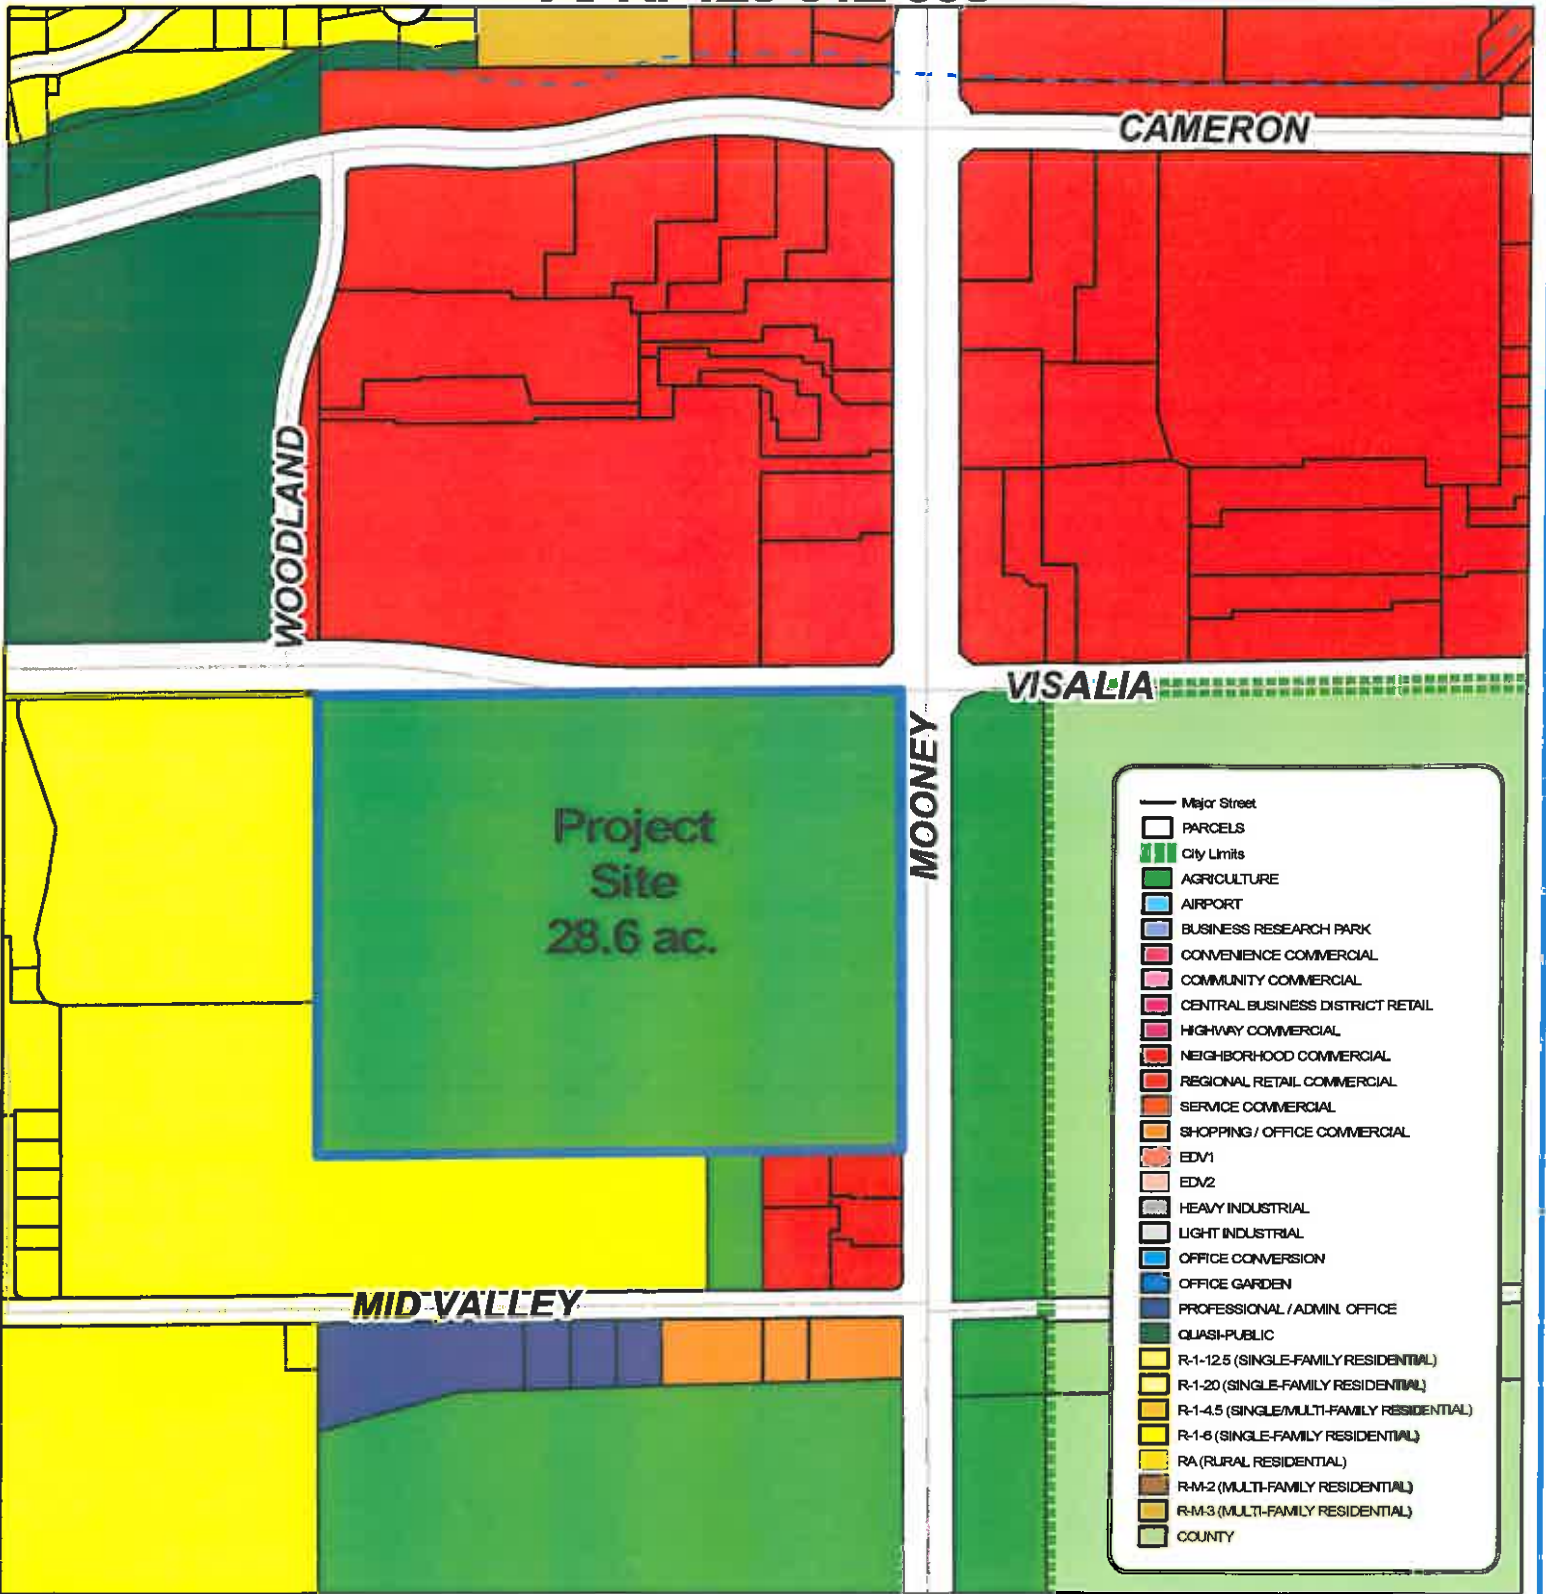 CAMERON
WOODLAND
VISALIA
MOONEY
Project
Site
28.6 ac.
MID VALLEY
Major Street
PARCELS
City Limits
AGRICULTURE
AIRPORT
BUSINESS RESEARCH PARK
CONVENIENCE COMMERCIAL
COMMUNITY COMMERCIAL
CENTRAL BUSINESS DISTRICT RETAIL
HIGHWAY COMMERCIAL
NEIGHBORHOOD COMMERCIAL
REGIONAL RETAIL COMMERCIAL
SERVICE COMMERCIAL
SHOPPING / OFFICE COMMERCIAL
EDV1
EDV2
HEAVY INDUSTRIAL
LIGHT INDUSTRIAL
OFFICE CONVERSION
OFFICE GARDEN
PROFESSIONAL / ADMIN. OFFICE
QUASI-PUBLIC
R-1-12.5 (SINGLE-FAMILY RESIDENTIAL)
R-1-20 (SINGLE-FAMILY RESIDENTIAL)
R-1-4.5 (SINGLE/MULTI-FAMILY RESIDENTIAL)
R-1-6 (SINGLE-FAMILY RESIDENTIAL)
RA (RURAL RESIDENTIAL)
R-M-2 (MULTI-FAMILY RESIDENTIAL)
R-M-3 (MULTI-FAMILY RESIDENTIAL)
COUNTY